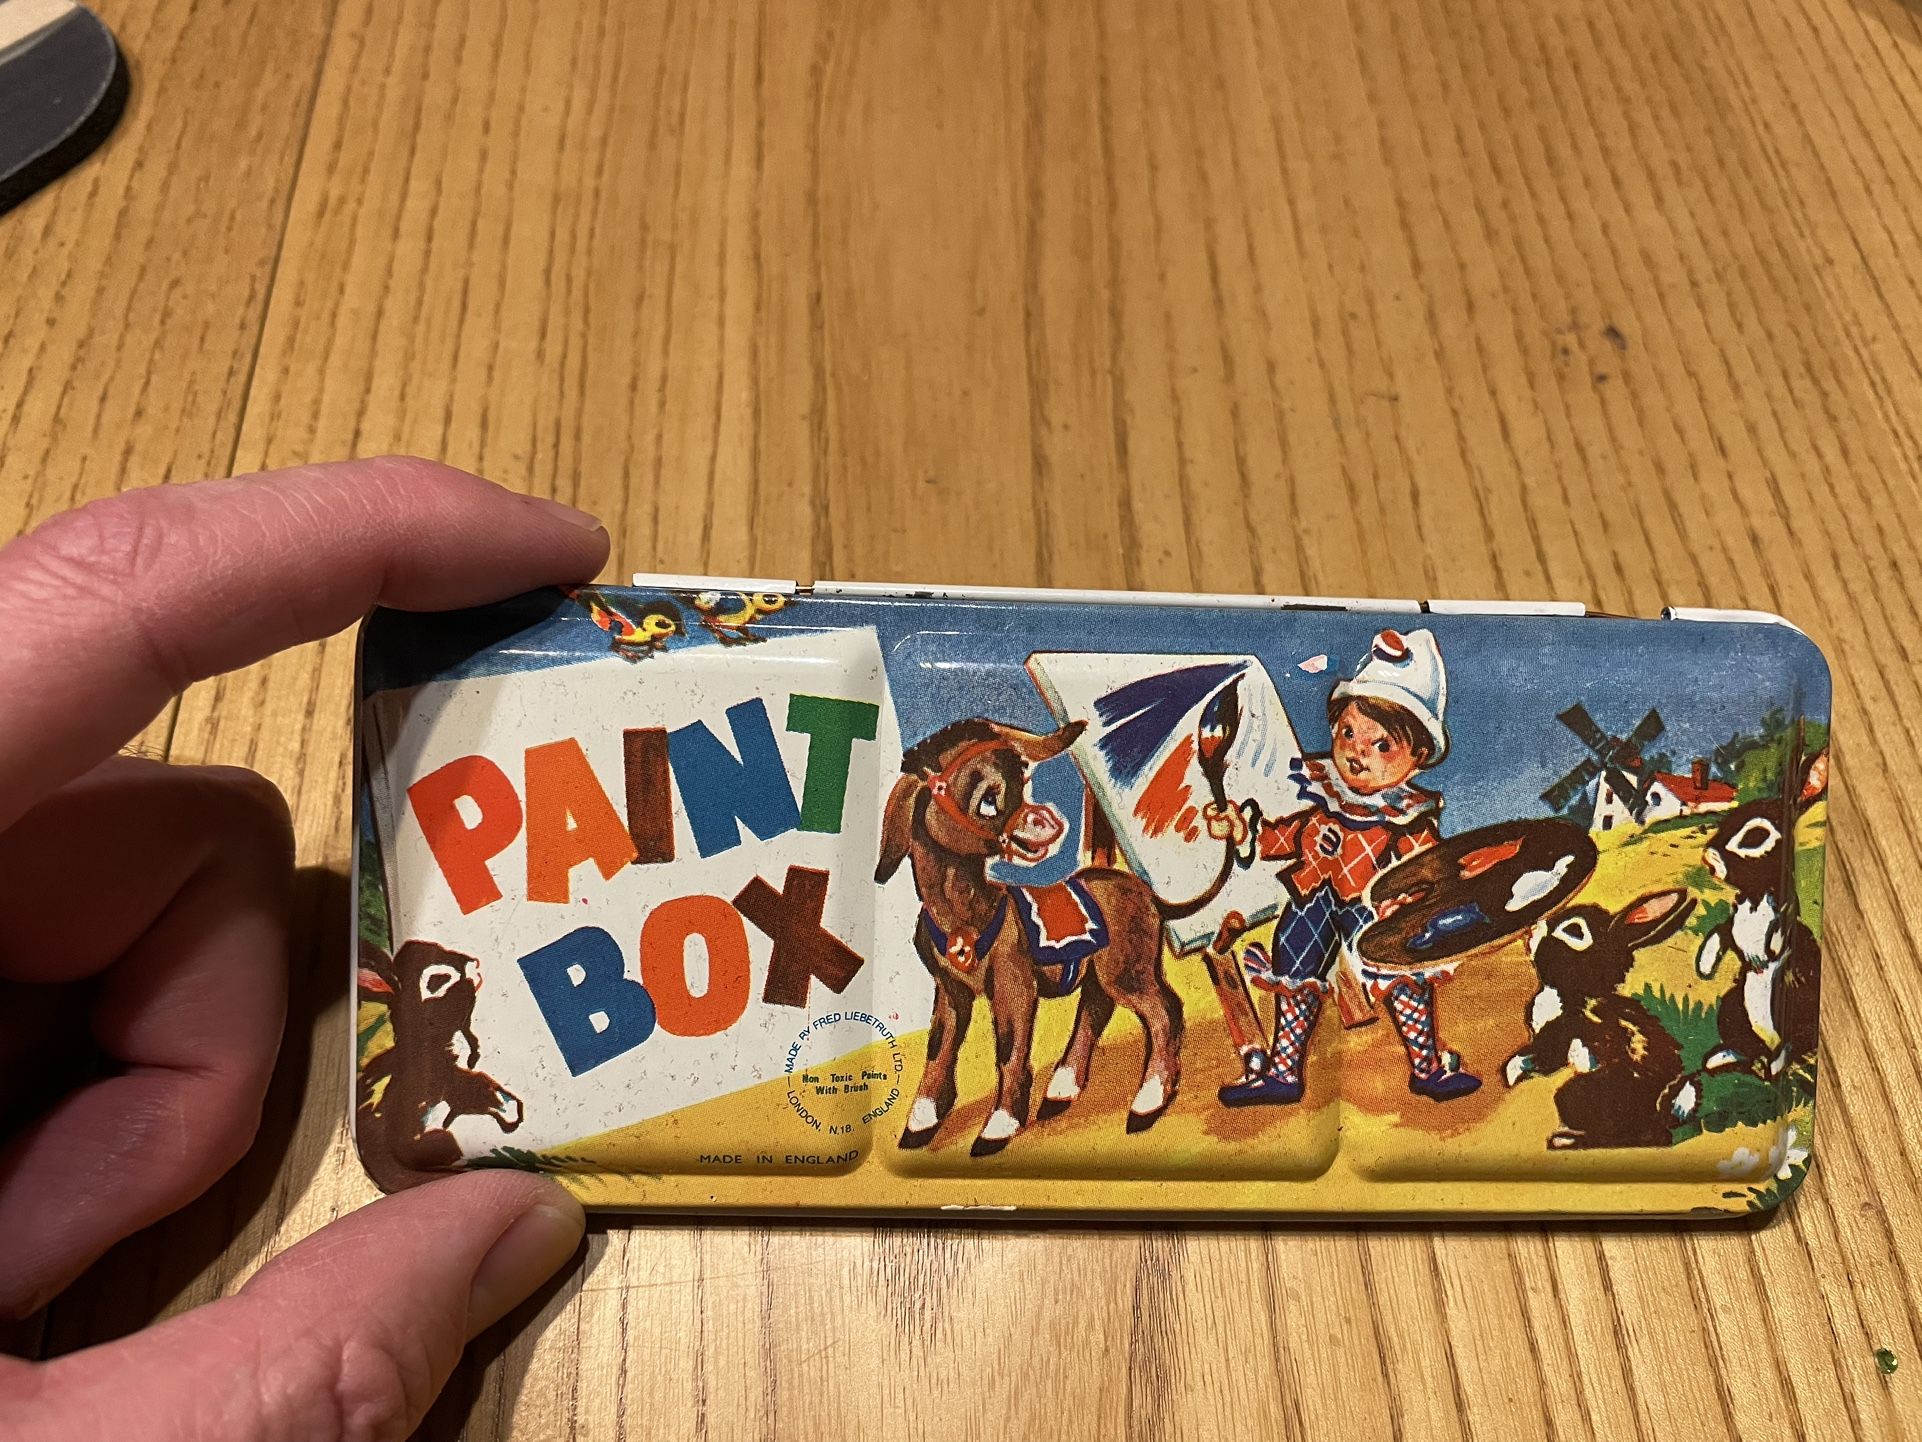 PAINT
BOX
MADE BY FRED LIEBETRUTH LTD.
Non Toxic Paints
With Brush
LONDON. N.18. ENGLAND
MADE IN ENGLAND